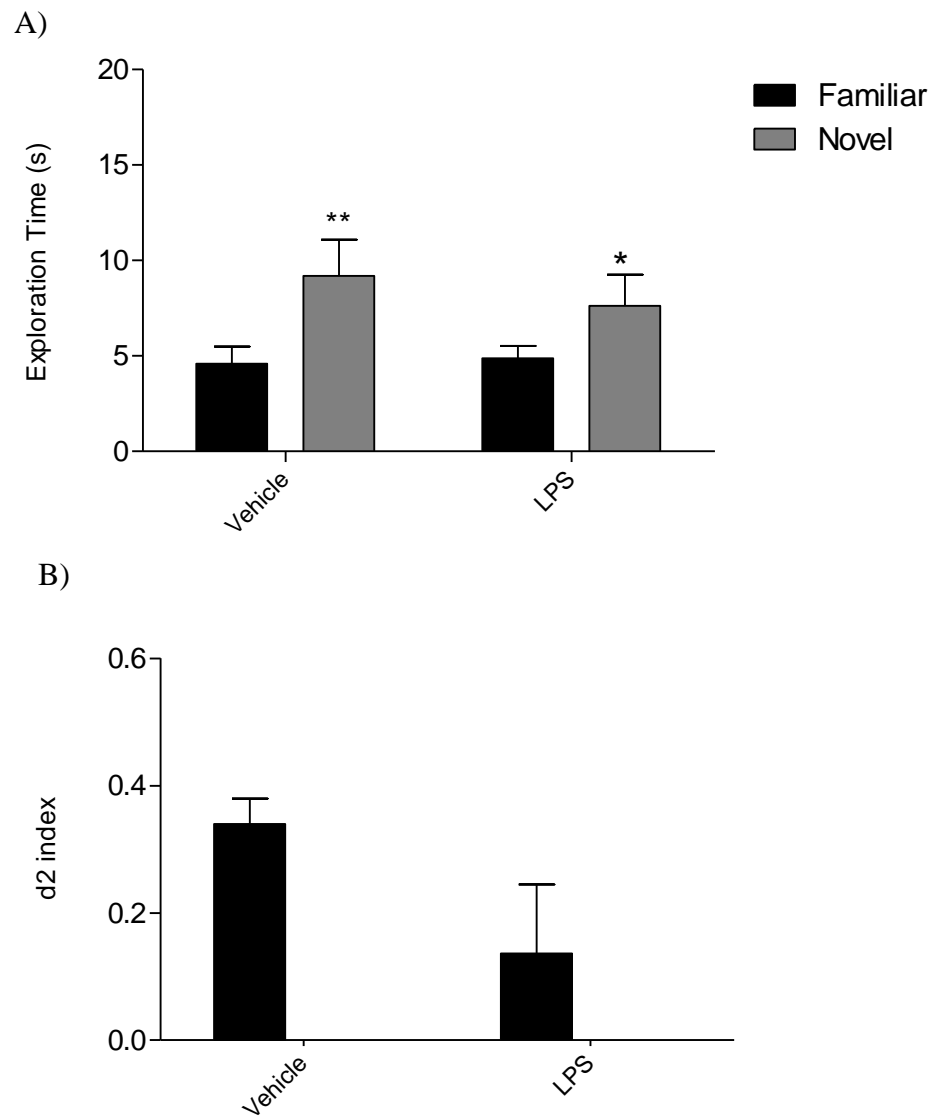 A)
20
15
10
5
0
Exploration Time (s)
**
*
Familiar
Novel
Vehicle
LPS
B)
0.6
0.4
0.2
0.0
d2 index
Vehicle
LPS